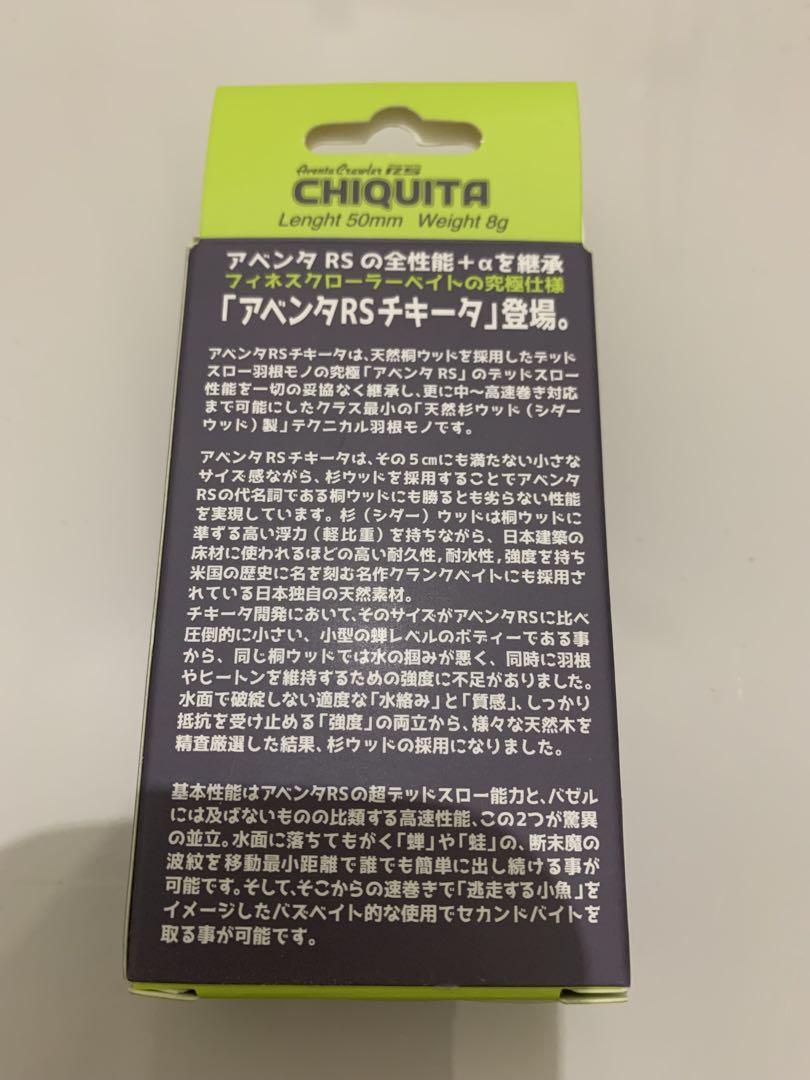 Aventa Crawler RS
CHIQUITA
Lenght 50mm Weight 8g
アベンタ RS の全性能+αを継承
フィネスクローラーベイトの究極仕様
「アベンタRSチキータ」登場。
アベンタRSチキータは、天然桐ウッドを採用したデッド
スロー羽根モノの究極「アベンタ RS」のデッドスロー
性能を一切の妥協なく継承し、更に中～高速巻き対応
まで可能にしたクラス最小の「天然杉ウッド(シダー
ウッド)製」テクニカル羽根モノです。
アベンタRSチキータは、その5㎝にも満たない小さな
サイズ感ながら、杉ウッドを採用することでアベンタ
RSの代名詞である桐ウッドにも勝るとも劣らない性能
を実現しています。杉(シダー)ウッドは桐ウッドに
準ずる高い浮力(軽比重)を持ちながら、日本建築の
床材に使われるほどの高い耐久性,耐水性,強度を持ち
米国の歴史に名を刻む名作クランクベイトにも採用さ
れている日本独自の天然素材。
チキータ開発において、そのサイズがアベンタRSに比べ
圧倒的に小さい、小型の蝉レベルのボディーである事
から、同じ桐ウッドでは水の掴みが悪く、同時に羽根
やヒートンを維持するための強度に不足がありました。
水面で破綻しない適度な「水絡み」と「質感」、しっかり
抵抗を受け止める「強度」の両立から、様々な天然木を
精査厳選した結果、杉ウッドの採用になりました。
基本性能はアベンタRSの超デッドスロー能力と、バゼル
には及ばないものの比類する高速性能、この2つが驚異
の並立。水面に落ちてもがく「蝉」や「蛙」の、断末魔の
波紋を移動最小距離で誰でも簡単に出し続ける事が
可能です。そして、そこからの速巻きで「逃走する小魚」を
イメージしたバズベイト的な使用でセカンドバイトを
取る事が可能です。